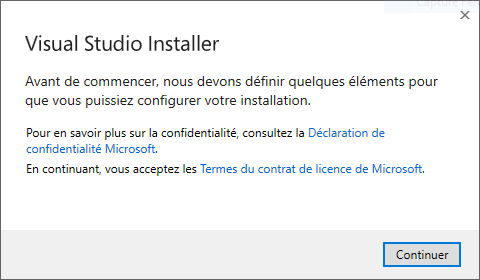 Visual Studio Installer
Avant de commencer, nous devons définir quelques éléments pour
que vous puissiez configurer votre installation.
Pour en savoir plus sur la confidentialité, consultez la Déclaration de
confidentialité Microsoft.
En continuant, vous acceptez les Termes du contrat de licence de Microsoft.
Continuer